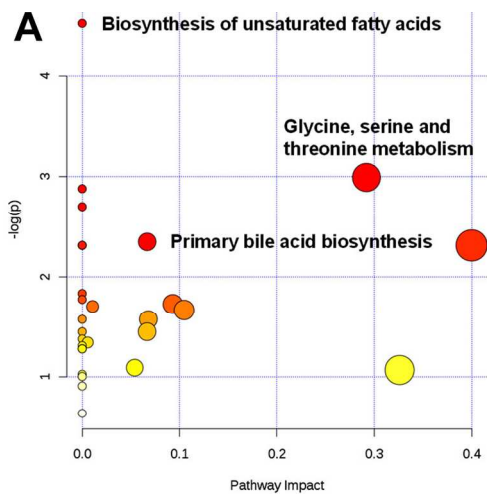 A
Biosynthesis of unsaturated fatty acids
4
Glycine, serine and
threonine metabolism
3
-log(p)
Primary bile acid biosynthesis
2
1
0.0 0.1 0.2 0.3 0.4
Pathway Impact